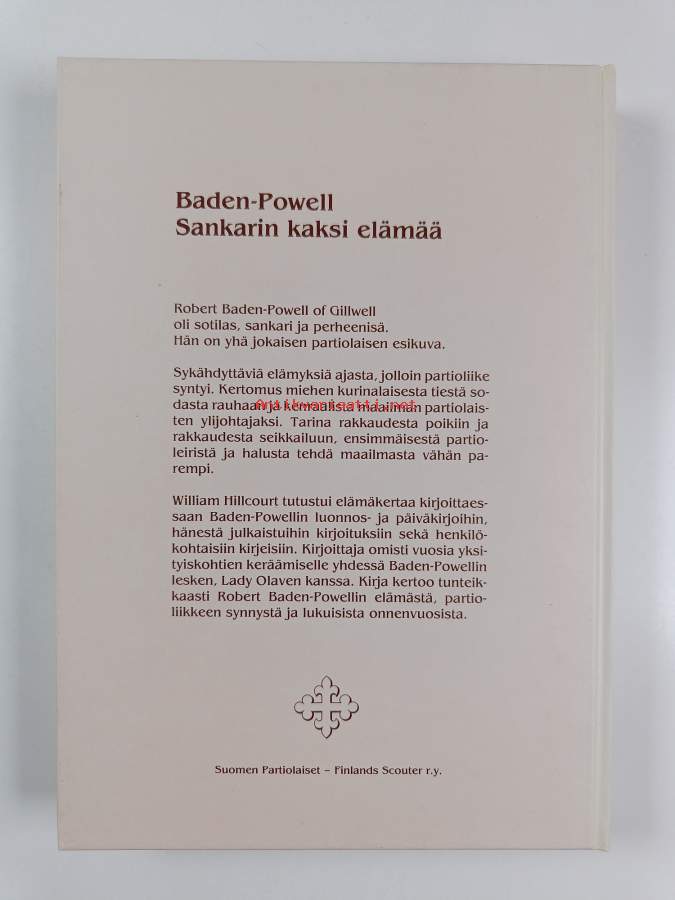 Baden-Powell
Sankarin kaksi elämää
Robert Baden-Powell of Gillwell
oli sotilas, sankari ja perheenisä.
Hän on yhä jokaisen partiolaisen esikuva.
Sykähdyttäviä elämyksiä ajasta, jolloin partioliike
syntyi. Kertomus miehen kurinalaisesta tiestä so-
dasta rauhaan ja kenraalista maailman partiolais-
Antikvariaatti.net
ten ylijohtajaksi. Tarina rakkaudesta poikiin ja
rakkaudesta seikkailuun, ensimmäisestä partio-
leiristä ja halusta tehdä maailmasta vähän pa-
rempi.
William Hillcourt tutustui elämäkertaa kirjoittaes-
saan Baden-Powellin luonnos- ja päiväkirjoihin,
hänestä julkaistuihin kirjoituksiin sekä henkilö-
kohtaisiin kirjeisiin. Kirjoittaja omisti vuosia yksi-
tyiskohtien keräämiselle yhdessä Baden-Powellin
lesken, Lady Olaven kanssa. Kirja kertoo tunteik-
kaasti Robert Baden-Powellin elämästä, partio-
liikkeen synnystä ja lukuisista onnenvuosista.
Suomen Partiolaiset – Finlands Scouter r.y.